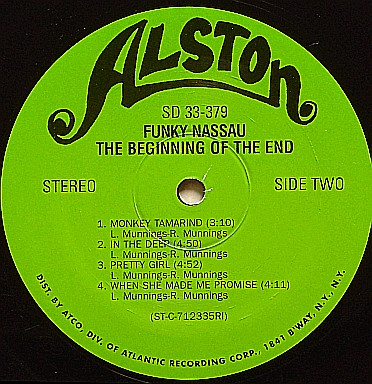 ALSTON
SD 33-379
FUNKY NASSAU
THE BEGINNING OF THE END
STEREO
SIDE TWO
1. MONKEY TAMARIND (3:10)
L. Munnings-R. Munnings
2. IN THE DEEP (4:50)
L. Munnings-R. Munnings
3. PRETTY GIRL (4:52)
L. Munnings-R. Munnings
4. WHEN SHE MADE ME PROMISE (4:11)
L. Munnings-R. Munnings
(ST-C-712335RI)
DIST. BY ATCO, DIV. OF ATLANTIC RECORDING CORP., 1841 B'WAY, N.Y., N.Y.